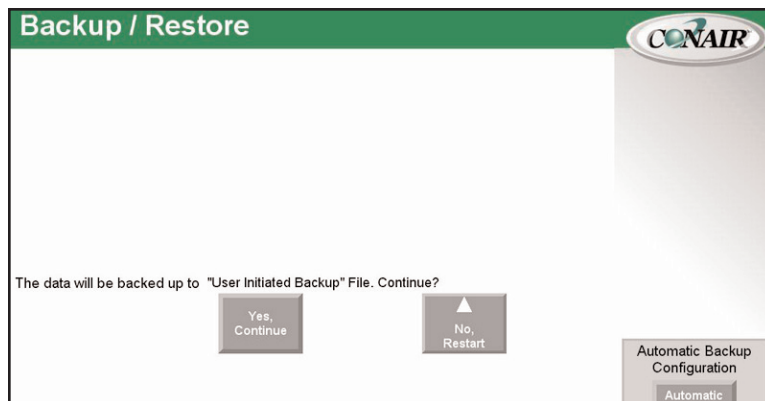 Backup / Restore
CONAIR
The data will be backed up to "User Initiated Backup" File. Continue?
Yes,
Continue
No,
Restart
Automatic Backup
Configuration
Automatic